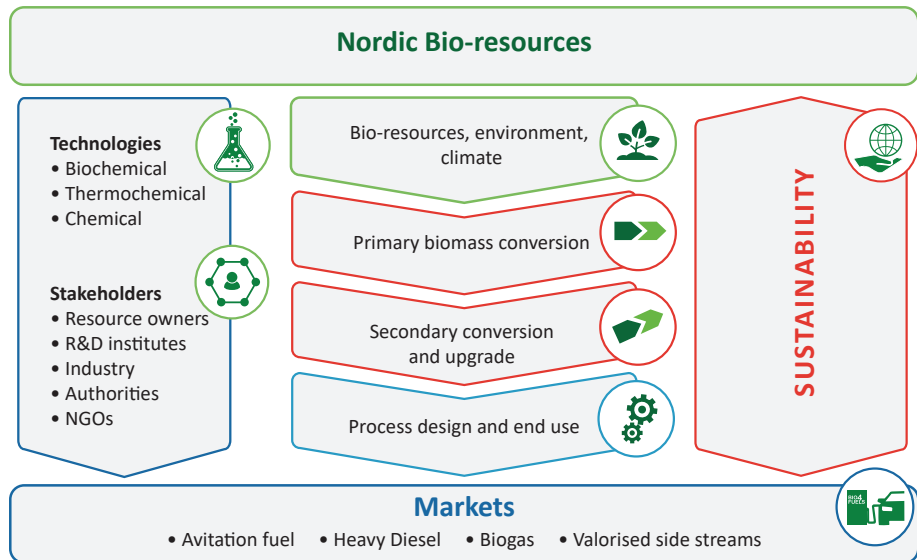 Nordic Bio-resources
Technologies
• Biochemical
• Thermochemical
• Chemical
Stakeholders
• Resource owners
• R&D institutes
• Industry
• Authorities
• NGOs
Bio-resources, environment,
climate
Primary biomass conversion
Secondary conversion
and upgrade
Process design and end use
SUSTAINABILITY
Markets
• Avitation fuel • Heavy Diesel • Biogas • Valorised side streams
BIO4
FUELS